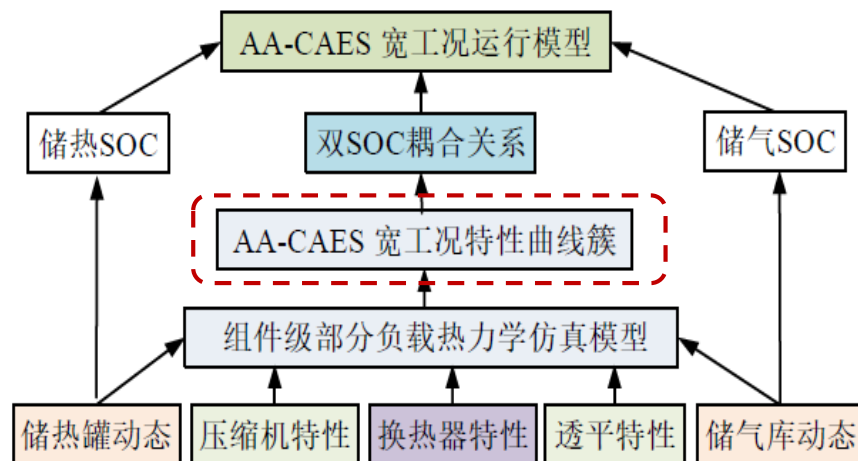 AA-CAES 宽工况运行模型
储热SOC
双SOC耦合关系
储气SOC
AA-CAES 宽工况特性曲线簇
组件级部分负载热力学仿真模型
储热罐动态
压缩机特性
换热器特性
透平特性
储气库动态